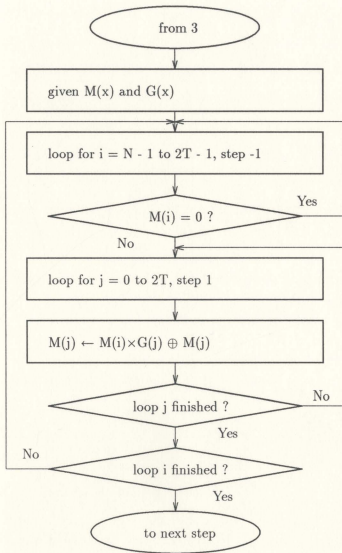 from 3
given M(x) and G(x)
loop for i = N - 1 to 2T - 1, step -1
M(i) = 0 ?
Yes
No
loop for j = 0 to 2T, step 1
M(j) ← M(i)×G(j) ⊕ M(j)
loop j finished ?
No
Yes
No
loop i finished ?
Yes
to next step